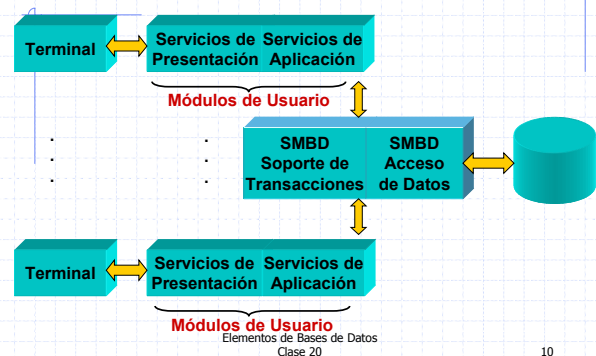 Terminal
Servicios de Presentación
Servicios de Aplicación
Módulos de Usuario
SMBD
Soporte de
Transacciones
SMBD
Acceso
de Datos
Terminal
Servicios de Presentación
Servicios de Aplicación
Módulos de Usuario
Elementos de Bases de Datos
Clase 20
10